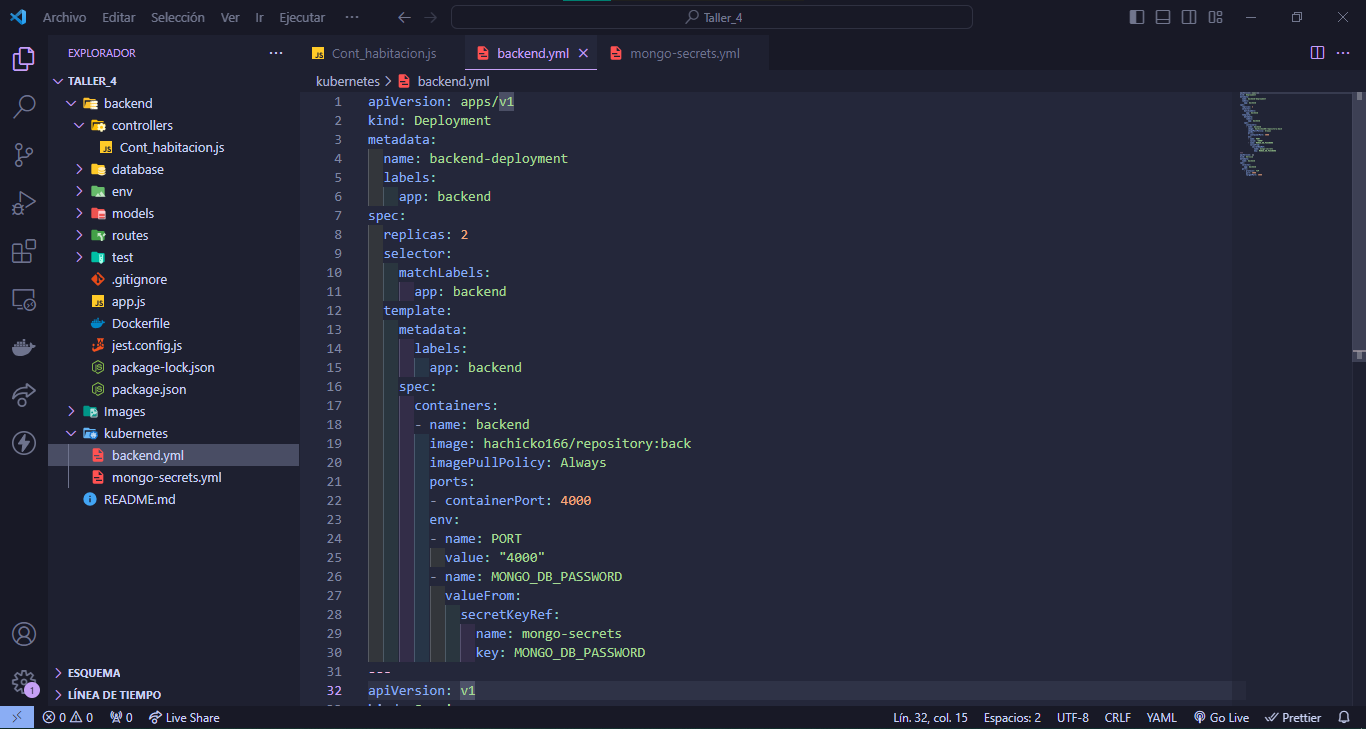 Archivo Editar Selección Ver Ir Ejecutar ···
Taller_4
EXPLORADOR ···
Cont_habitacion.js
backend.yml
mongo-secrets.yml
TALLER_4
backend
controllers
Cont_habitacion.js
database
env
models
routes
test
.gitignore
app.js
Dockerfile
jest.config.js
package-lock.json
package.json
Images
kubernetes
backend.yml
mongo-secrets.yml
README.md
ESQUEMA
LÍNEA DE TIEMPO
kubernetes > backend.yml
1 apiVersion: apps/v1
2 kind: Deployment
3 metadata:
4 name: backend-deployment
5 labels:
6 app: backend
7 spec:
8 replicas: 2
9 selector:
10 matchLabels:
11 app: backend
12 template:
13 metadata:
14 labels:
15 app: backend
16 spec:
17 containers:
18 - name: backend
19 image: hachicko166/repository:back
20 imagePullPolicy: Always
21 ports:
22 - containerPort: 4000
23 env:
24 - name: PORT
25 value: "4000"
26 - name: MONGO_DB_PASSWORD
27 valueFrom:
28 secretKeyRef:
29 name: mongo-secrets
30 key: MONGO_DB_PASSWORD
31 ---
32 apiVersion: v1
1
0 0 0 Live Share
Lín. 32, col. 15 Espacios: 2 UTF-8 CRLF YAML Go Live Prettier